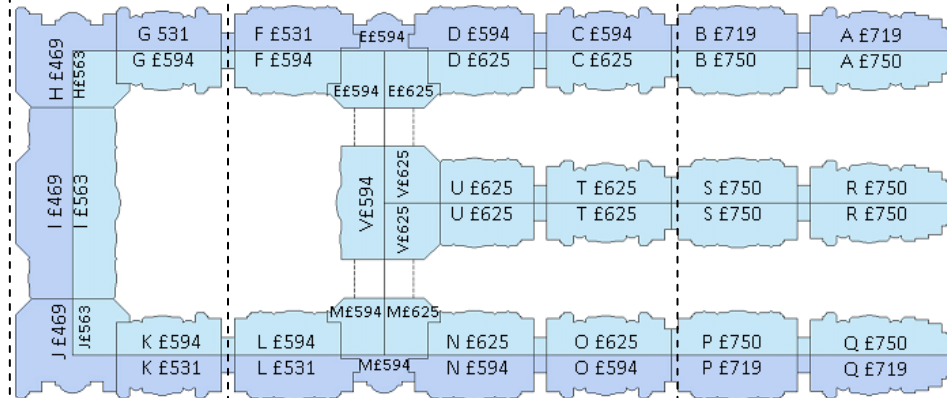 G 531
F £531
E£594
D £594
C £594
B £719
A £719
G £594
F £594
D £625
C £625
B £750
A £750
H £469
H£563
E£594
E£625
I £469
I £563
V£594
V£625
V£625
U £625
T £625
S £750
R £750
U £625
T £625
S £750
R £750
J £469
J£563
M£594
M£625
K £594
L £594
N £625
O £625
P £750
Q £750
K £531
L £531
M£594
N £594
O £594
P £719
Q £719